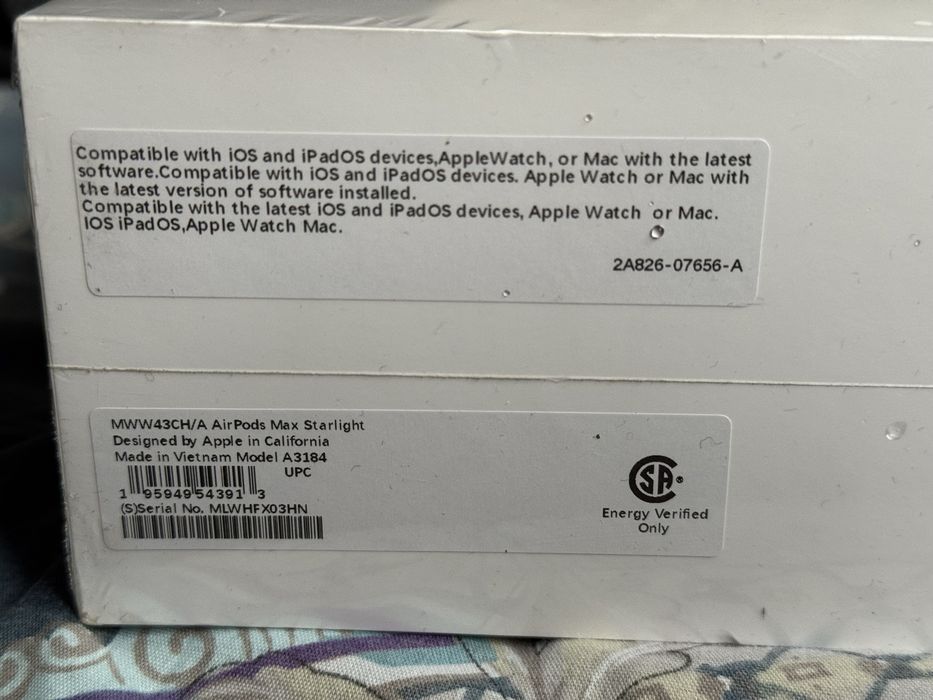 Compatible with iOS and iPadOS devices,AppleWatch, or Mac with the latest
software.Compatible with iOS and iPadOS devices. Apple Watch or Mac with
the latest version of software installed.
Compatible with the latest iOS and iPadOS devices, Apple Watch or Mac.
IOS iPadOS,Apple Watch Mac.
2A826-07656-A
MWW43CH/A AirPods Max Starlight
Designed by Apple in California
Made in Vietnam Model A3184
UPC
1 95949 54391 3
(S)Serial No. MLWHFX03HN
SA®
Energy Verified
Only